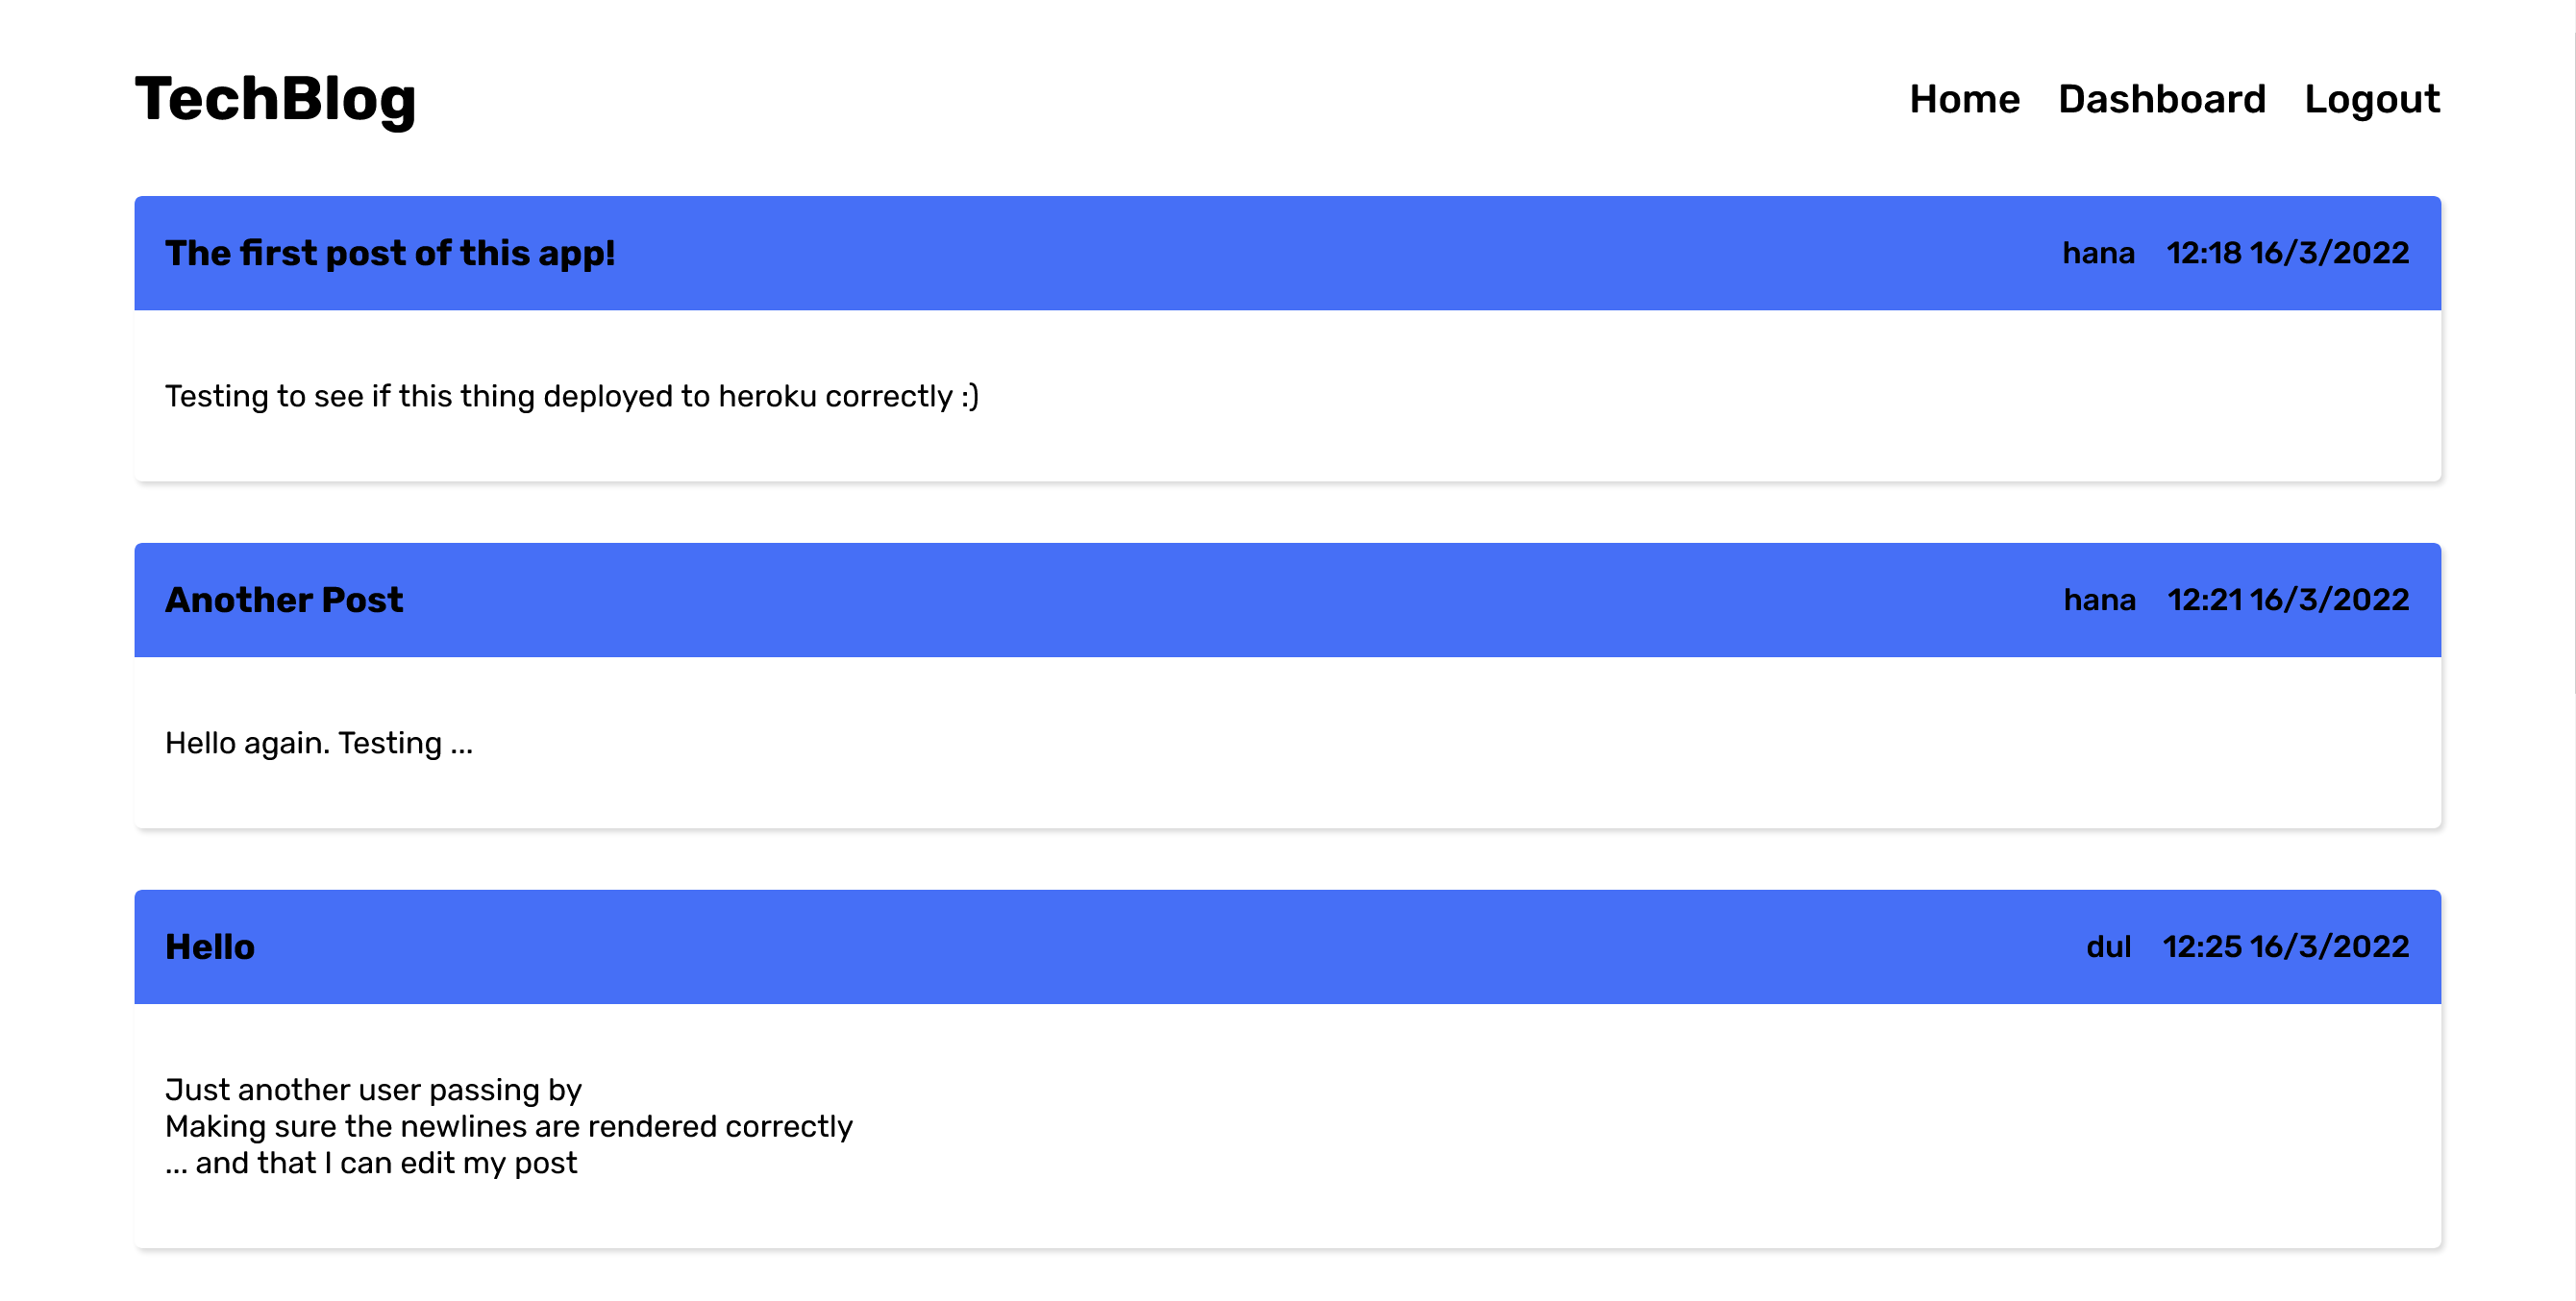 TechBlog
Home Dashboard Logout
The first post of this app!
hana 12:18 16/3/2022
Testing to see if this thing deployed to heroku correctly :)
Another Post
hana 12:21 16/3/2022
Hello again. Testing ...
Hello
dul 12:25 16/3/2022
Just another user passing by
Making sure the newlines are rendered correctly
... and that I can edit my post